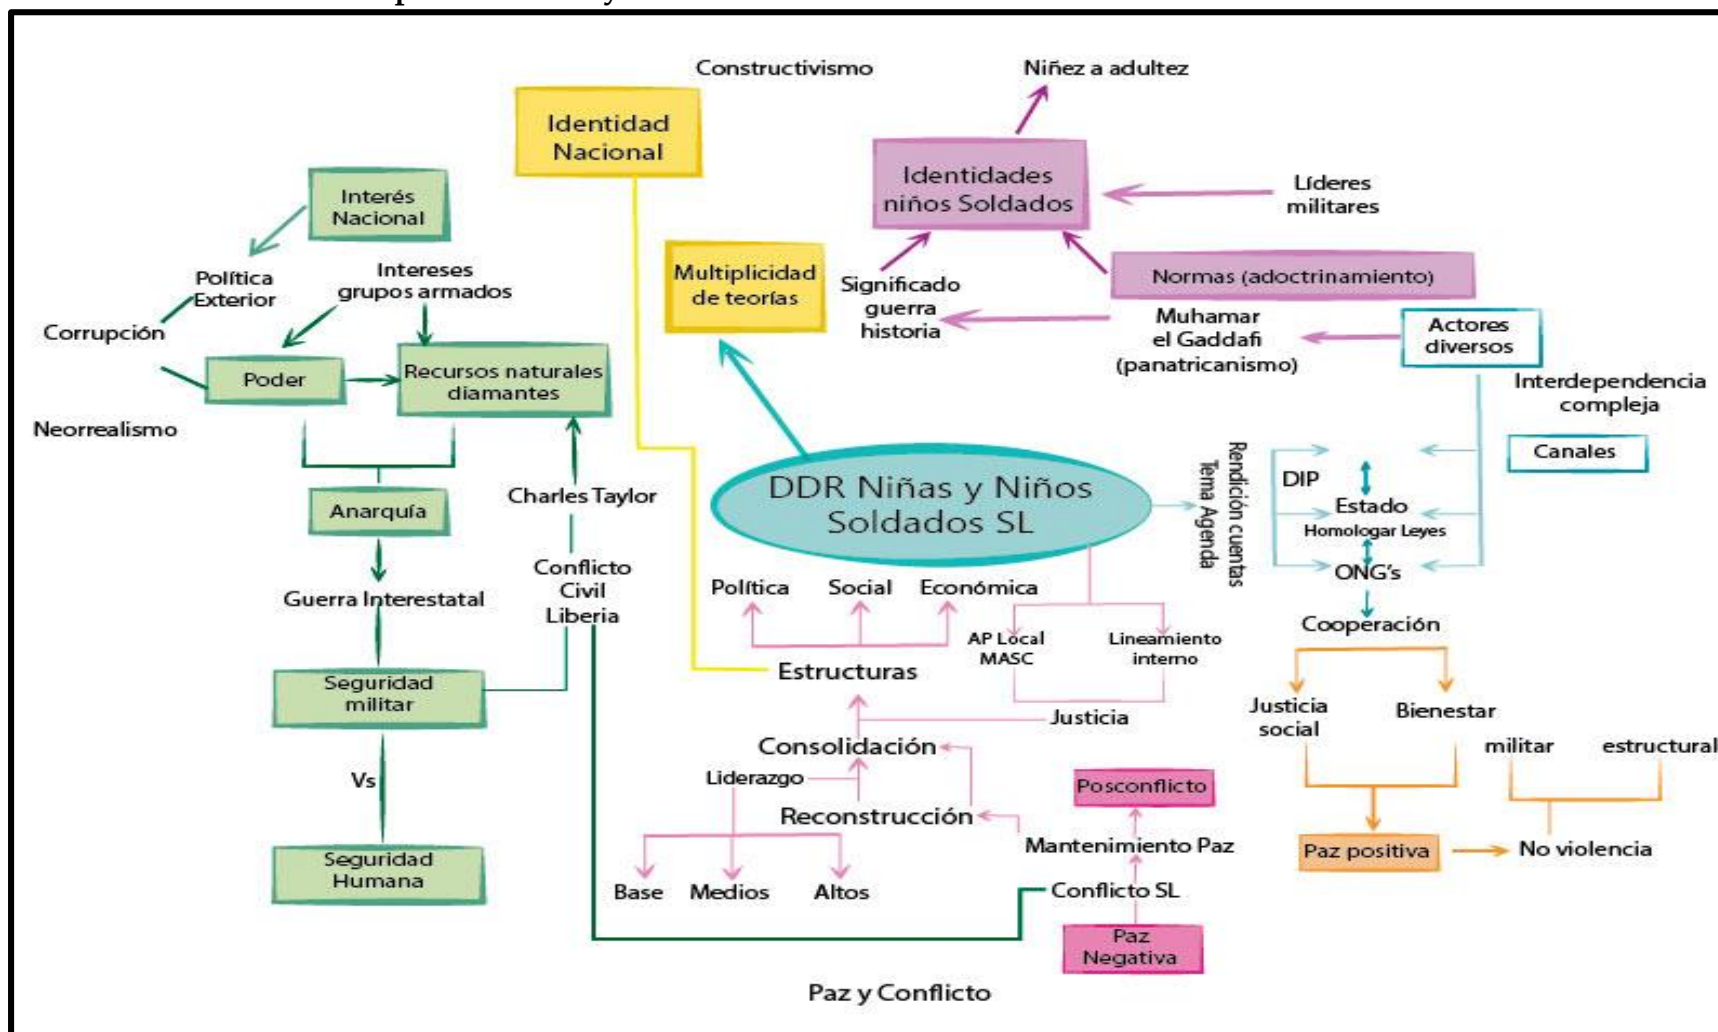 Constructivismo
Niñez a adultez
Identidad
Nacional
Identidades
niños Soldados
Líderes
militares
Interés
Nacional
Multiplicidad
de teorías
Normas (adoctrinamiento)
Política
Exterior
Intereses
grupos armados
Significado
guerra
historia
Muhamar
el Gaddafi
(panatricanismo)
Actores
diversos
Corrupción
Poder
Recursos naturales
diamantes
Interdependencia
compleja
Neorrealismo
Canales
Anarquía
Charles Taylor
DDR Niñas y Niños
Soldados SL
Rendición cuentas
Tema Agenda
DIP
Estado
Homologar Leyes
ONG's
Cooperación
Guerra Interestatal
Conflicto
Civil
Liberia
Política
Social
Económica
AP Local
MASC
Lineamiento
interno
Estructuras
Seguridad
militar
Justicia
Justicia
social
Bienestar
militar
estructural
Consolidación
Liderazgo
Vs
Reconstrucción
Posconflicto
Mantenimiento Paz
Paz positiva
No violencia
Seguridad
Humana
Base
Medios
Altos
Conflicto SL
Paz
Negativa
Paz y Conflicto